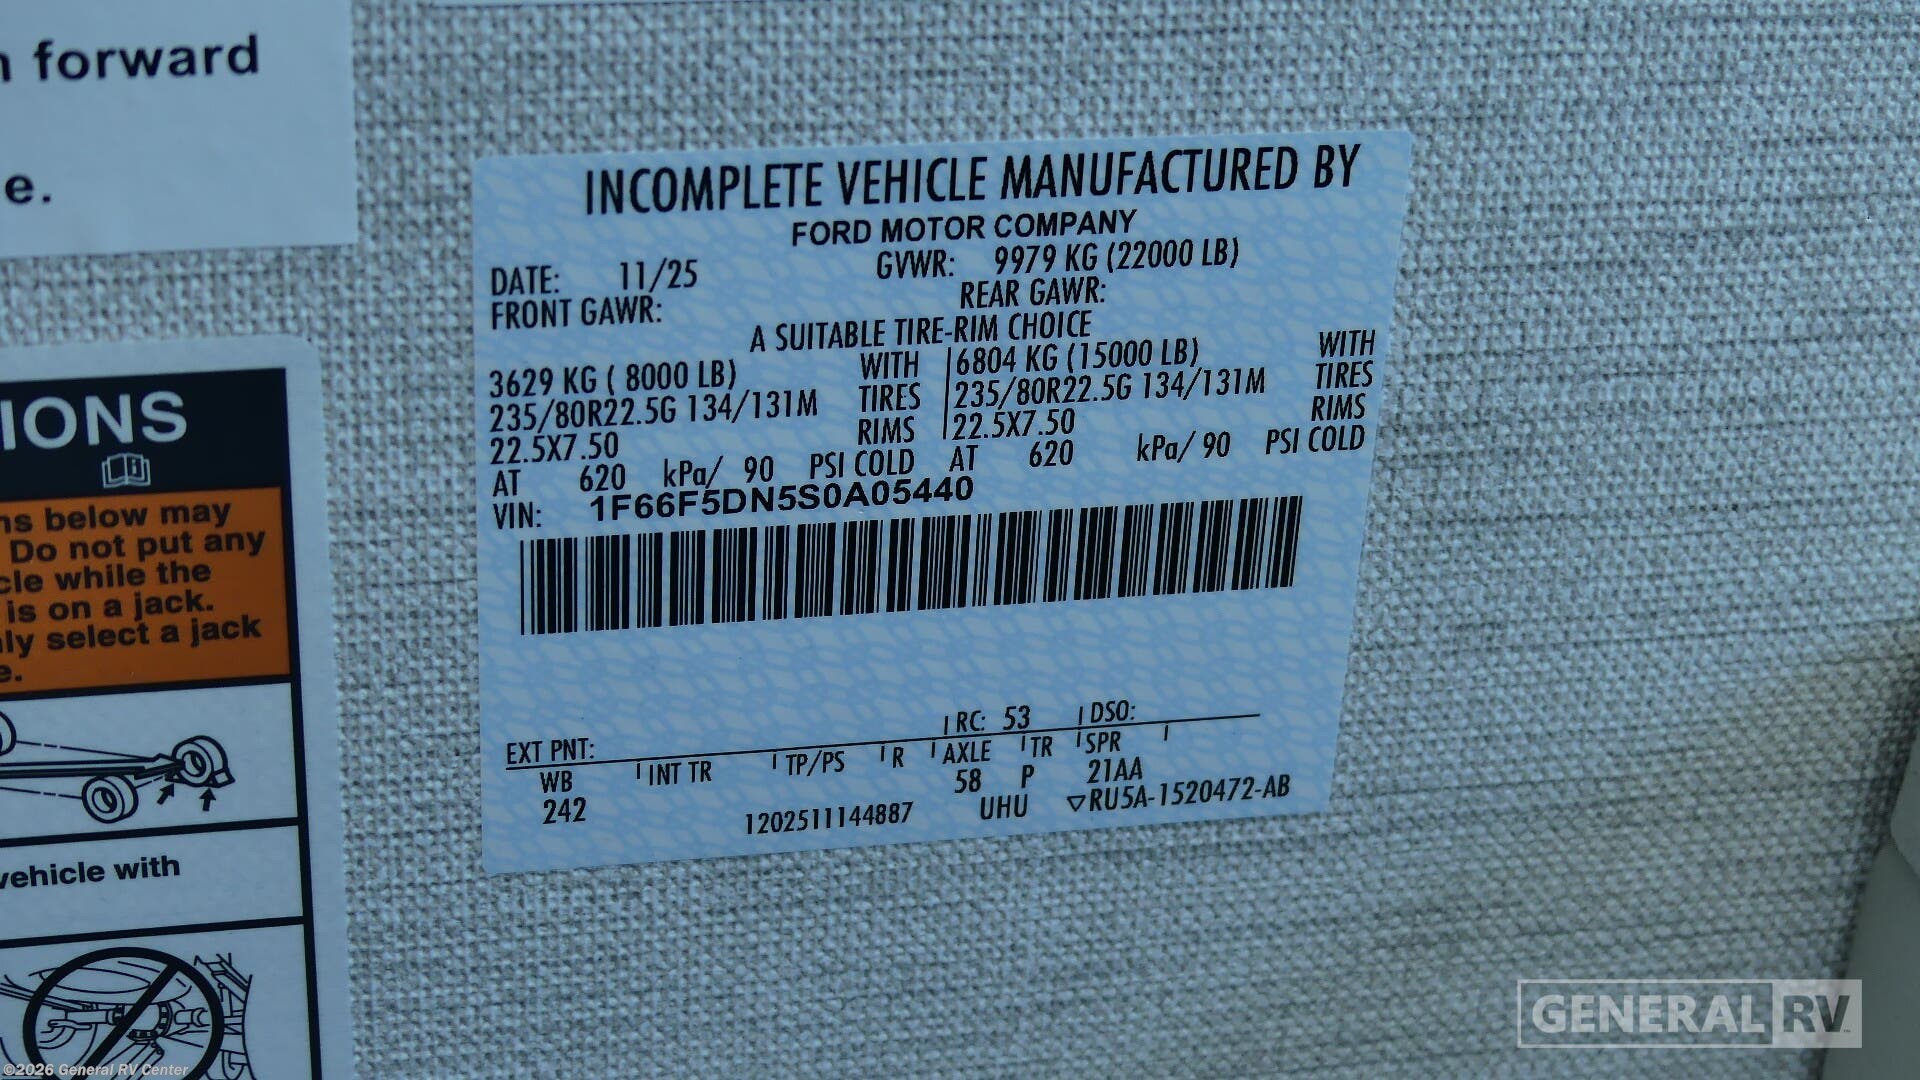 n forward
e.
IONS
ns below may
Do not put any
cle while the
is on a jack.
nly select a jack
e.
vehicle with
INCOMPLETE VEHICLE MANUFACTURED BY
FORD MOTOR COMPANY
DATE: 11/25 GVWR: 9979 KG (22000 LB)
FRONT GAWR: REAR GAWR:
A SUITABLE TIRE-RIM CHOICE
3629 KG ( 8000 LB) WITH 6804 KG (15000 LB) WITH
235/80R22.5G 134/131M TIRES 235/80R22.5G 134/131M TIRES
22.5X7.50 RIMS 22.5X7.50 RIMS
AT 620 kPa/ 90 PSI COLD AT 620 kPa/ 90 PSI COLD
VIN: 1F66F5DN5S0A05440
EXT PNT: RC: 53 DSO:
WB INT TR TP/PS R AXLE TR SPR
242 58 P 21AA
1202511144887 UHU ▽RU5A-1520472-AB
GENERAL RV
©2026 General RV Center